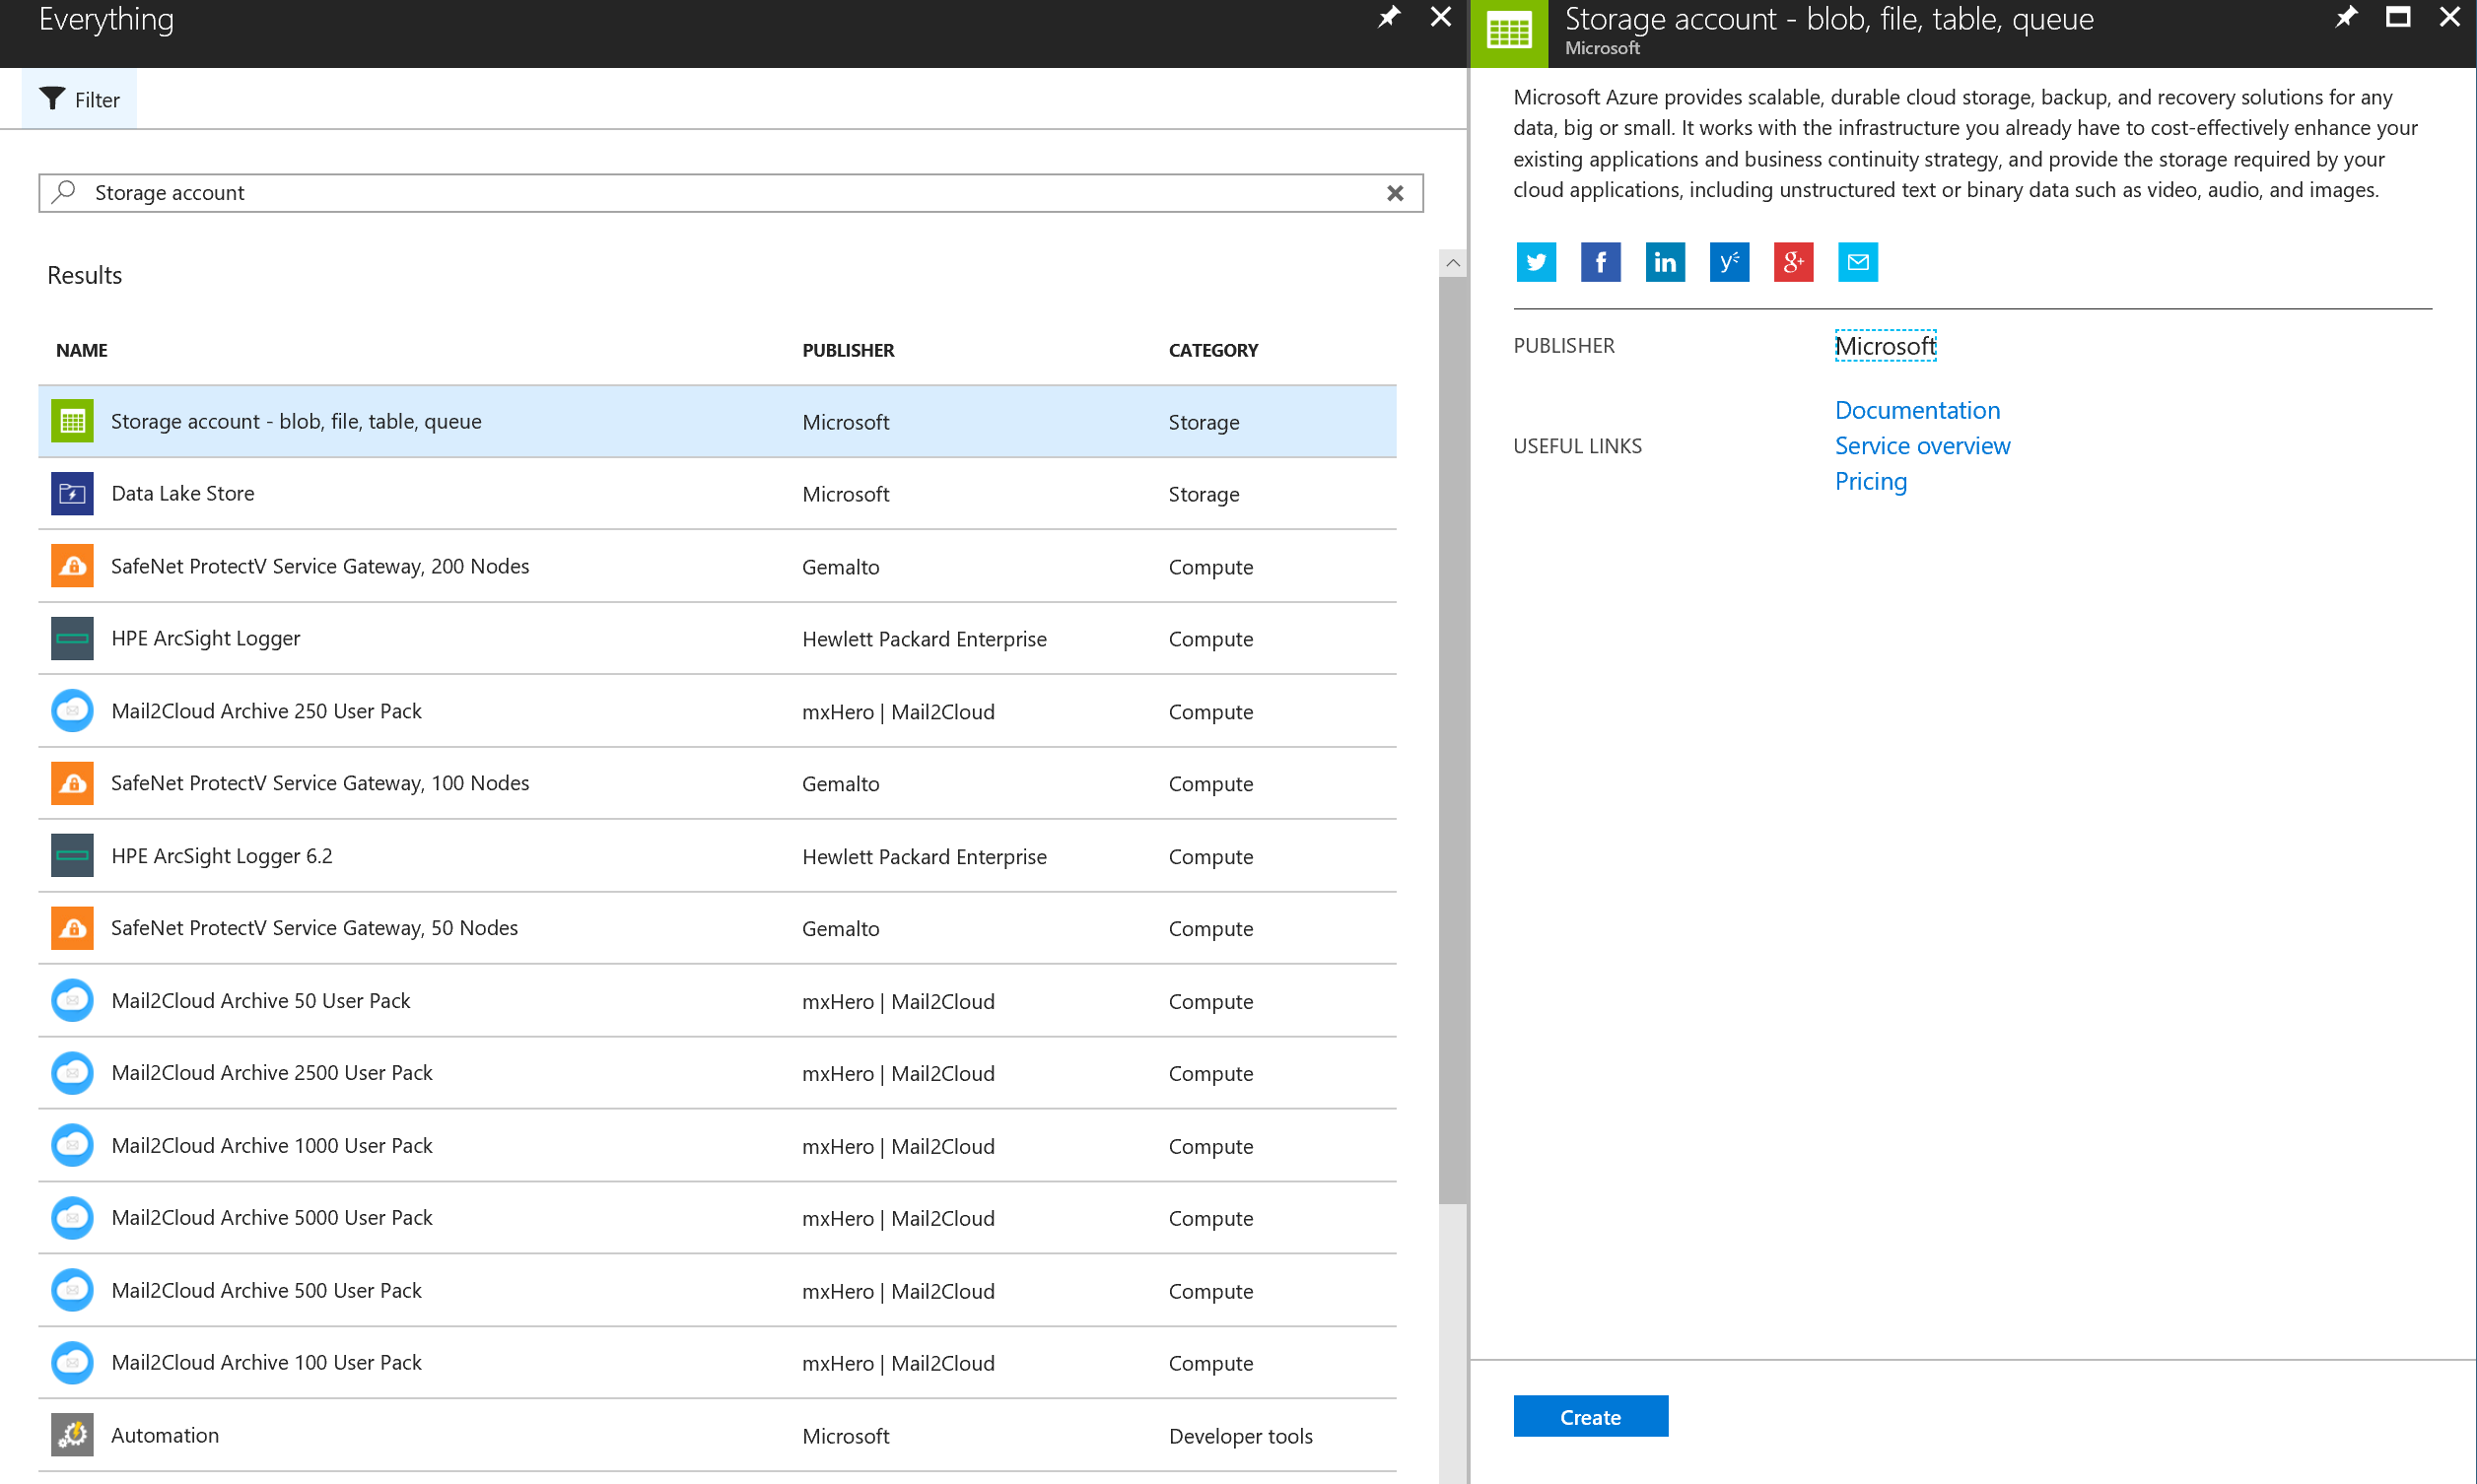 Everything
Filter
Storage account
Results
NAME PUBLISHER CATEGORY
Storage account - blob, file, table, queue Microsoft Storage
Data Lake Store Microsoft Storage
SafeNet ProtectV Service Gateway, 200 Nodes Gemalto Compute
HPE ArcSight Logger Hewlett Packard Enterprise Compute
Mail2Cloud Archive 250 User Pack mxHero | Mail2Cloud Compute
SafeNet ProtectV Service Gateway, 100 Nodes Gemalto Compute
HPE ArcSight Logger 6.2 Hewlett Packard Enterprise Compute
SafeNet ProtectV Service Gateway, 50 Nodes Gemalto Compute
Mail2Cloud Archive 50 User Pack mxHero | Mail2Cloud Compute
Mail2Cloud Archive 2500 User Pack mxHero | Mail2Cloud Compute
Mail2Cloud Archive 1000 User Pack mxHero | Mail2Cloud Compute
Mail2Cloud Archive 5000 User Pack mxHero | Mail2Cloud Compute
Mail2Cloud Archive 500 User Pack mxHero | Mail2Cloud Compute
Mail2Cloud Archive 100 User Pack mxHero | Mail2Cloud Compute
Automation Microsoft Developer tools
Storage account - blob, file, table, queue
Microsoft
Microsoft Azure provides scalable, durable cloud storage, backup, and recovery solutions for any
data, big or small. It works with the infrastructure you already have to cost-effectively enhance your
existing applications and business continuity strategy, and provide the storage required by your
cloud applications, including unstructured text or binary data such as video, audio, and images.
f in y g+
PUBLISHER Microsoft
Documentation
USEFUL LINKS Service overview
Pricing
Create